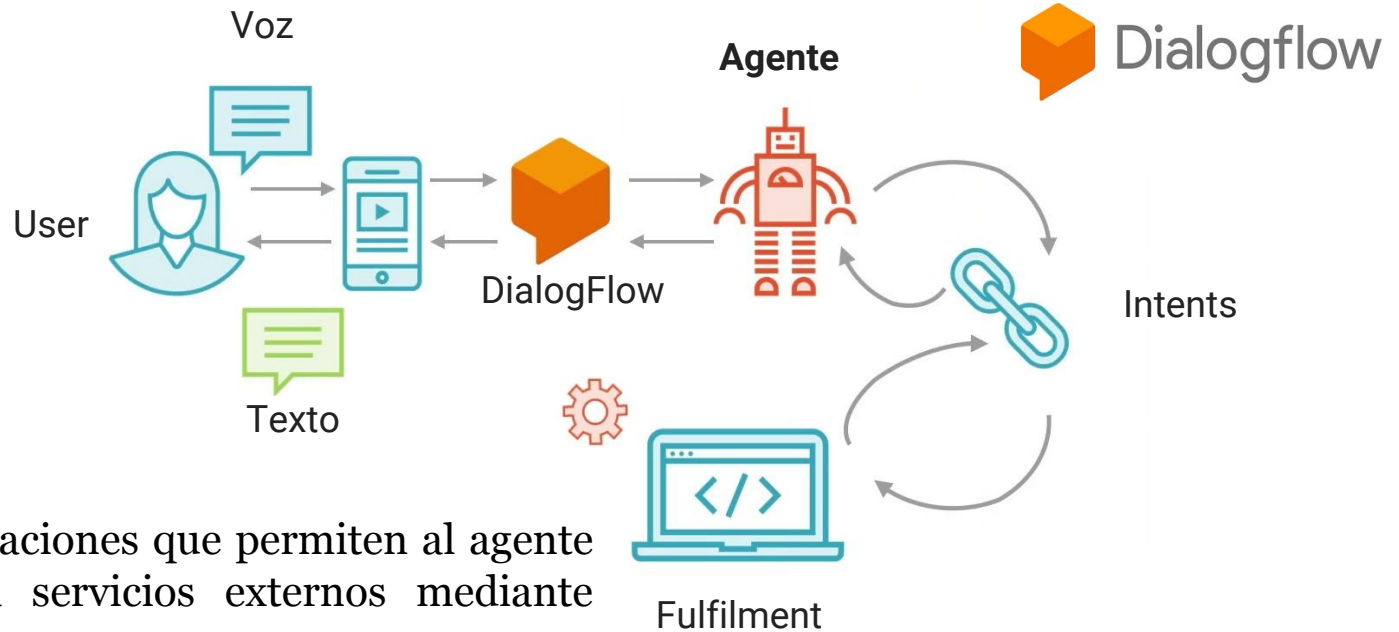 Voz
Agente
Dialogflow
User
DialogFlow
Intents
Texto
</>
aciones que permiten al agente
servicios externos mediante
Fulfilment